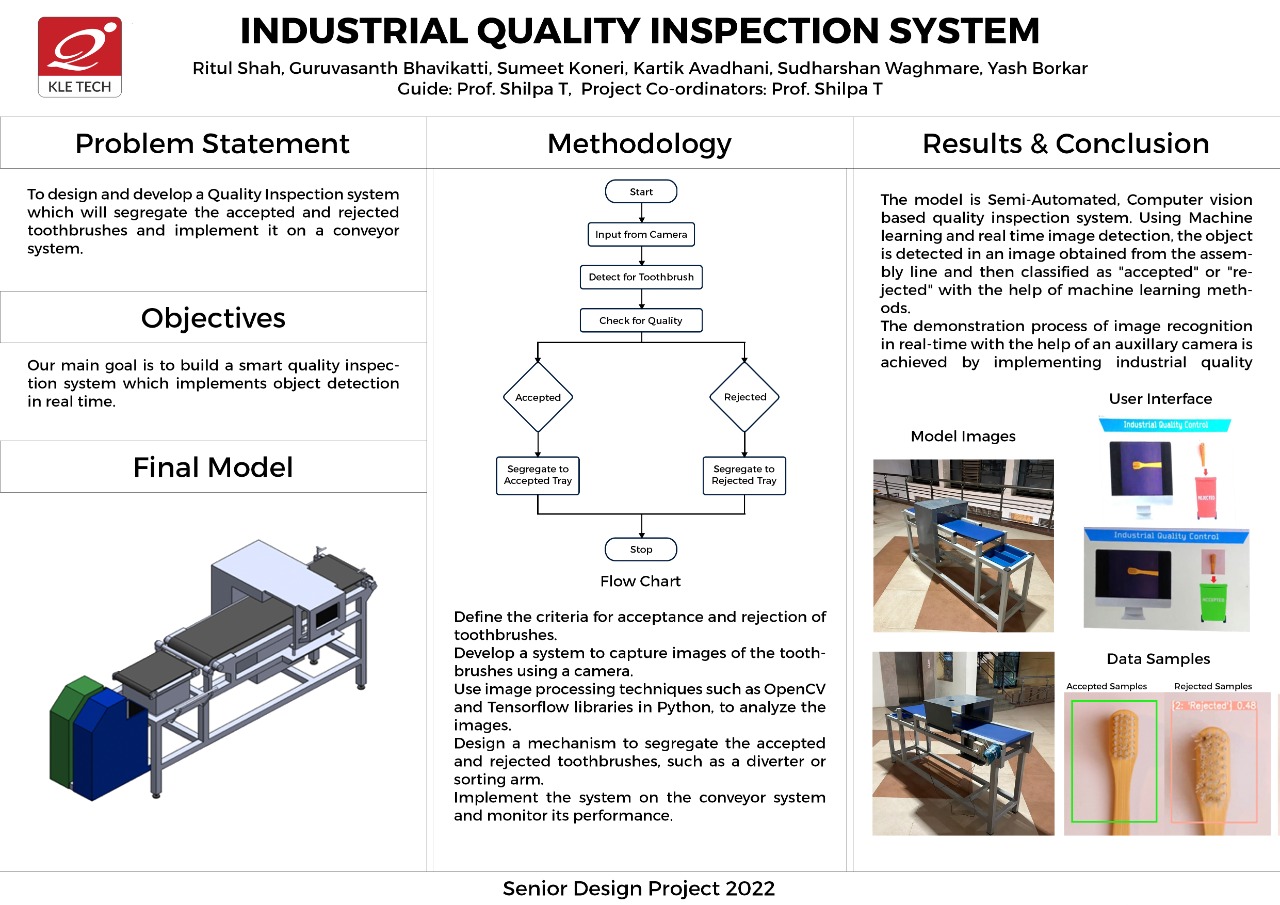 INDUSTRIAL QUALITY INSPECTION SYSTEM
KLE TECH
Ritul Shah, Guruvasanth Bhavikatti, Sumeet Koneri, Kartik Avadhani, Sudharshan Waghmare, Yash Borkar
Guide: Prof. Shilpa T, Project Co-ordinators: Prof. Shilpa T
Problem Statement
To design and develop a Quality Inspection system
which will segregate the accepted and rejected
toothbrushes and implement it on a conveyor
system.
Objectives
Our main goal is to build a smart quality inspec-
tion system which implements object detection
in real time.
Final Model
Methodology
Start
Input from Camera
Detect for Toothbrush
Check for Quality
Accepted
Rejected
Segregate to
Accepted Tray
Segregate to
Rejected Tray
Stop
Flow Chart
Define the criteria for acceptance and rejection of
toothbrushes.
Develop a system to capture images of the tooth-
brushes using a camera.
Use image processing techniques such as OpenCV
and Tensorflow libraries in Python, to analyze the
images.
Design a mechanism to segregate the accepted
and rejected toothbrushes, such as a diverter or
sorting arm.
Implement the system on the conveyor system
and monitor its performance.
Results & Conclusion
The model is Semi-Automated, Computer vision
based quality inspection system. Using Machine
learning and real time image detection, the object
is detected in an image obtained from the assem-
bly line and then classified as "accepted" or "re-
jected" with the help of machine learning meth-
ods.
The demonstration process of image recognition
in real-time with the help of an auxillary camera is
achieved by implementing industrial quality
Model Images
User Interface
Industrial Quality Control
REJECTED
Industrial Quality Control
ACCEPTED
Data Samples
Accepted Samples
Rejected Samples
[2: 'Rejected'] 0.48
Senior Design Project 2022